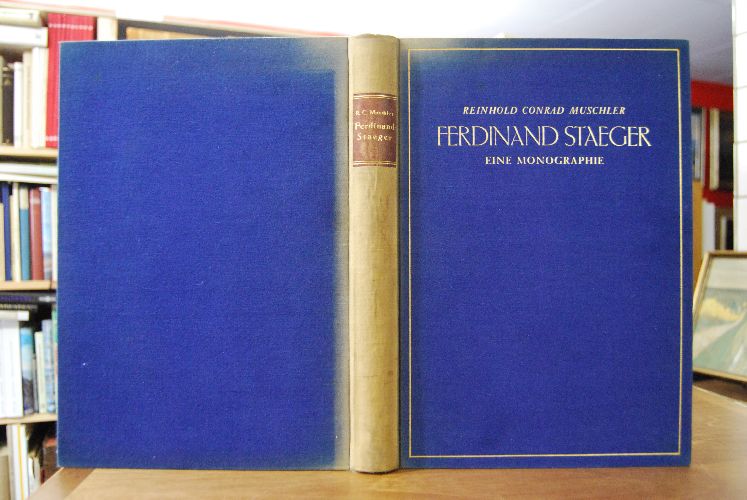 R. C. Muschler
Ferdinand
Staeger
REINHOLD CONRAD MUSCHLER
FERDINAND STAEGER
EINE MONOGRAPHIE